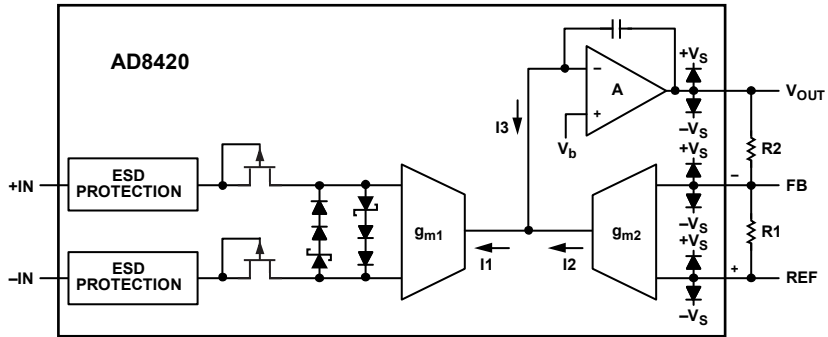 AD8420
+VS
A
VOUT
I3
Vb
–VS
R2
+VS
ESD
PROTECTION
+IN
–
FB
–VS
gm1
gm2
+VS
R1
I1
I2
ESD
PROTECTION
–IN
+
REF
–VS
–
+